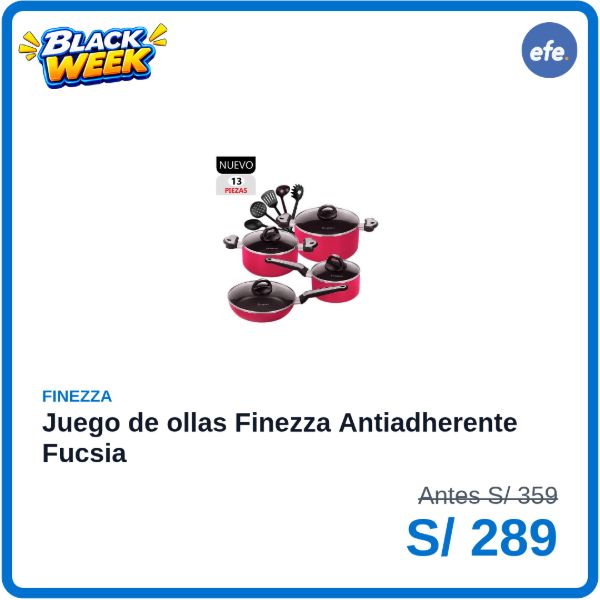 BLACK
WEEK
efe.
NUEVO
13
PIEZAS
FINEZZA
Juego de ollas Finezza Antiadherente
Fucsia
Antes S/ 359
S/ 289